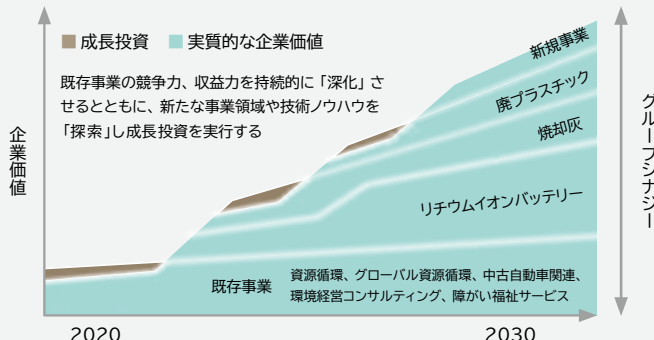 成長投資
実質的な企業価値
既存事業の競争力、収益力を持続的に「深化」さ
せるとともに、新たな事業領域や技術ノウハウを
「探索」し成長投資を実行する
企業価値
グループシナジー
新規事業
廃プラスチック
焼却灰
リチウムイオンバッテリー
既存事業
資源循環、グローバル資源循環、中古自動車関連、
環境経営コンサルティング、障がい福祉サービス
2020
2030